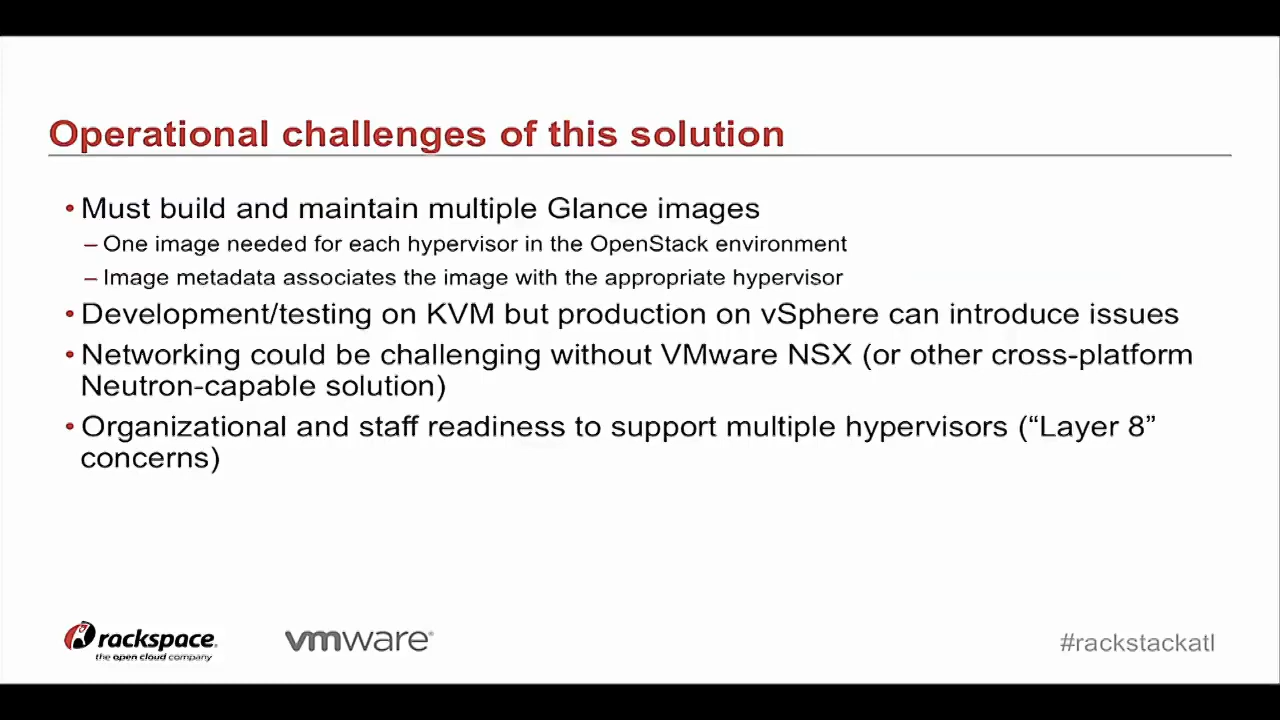 Operational challenges of this solution
• Must build and maintain multiple Glance images
– One image needed for each hypervisor in the OpenStack environment
– Image metadata associates the image with the appropriate hypervisor
• Development/testing on KVM but production on vSphere can introduce issues
• Networking could be challenging without VMware NSX (or other cross-platform
Neutron-capable solution)
• Organizational and staff readiness to support multiple hypervisors (“Layer 8”
concerns)
rackspace.
the open cloud company
vmware®
#rackstackatl